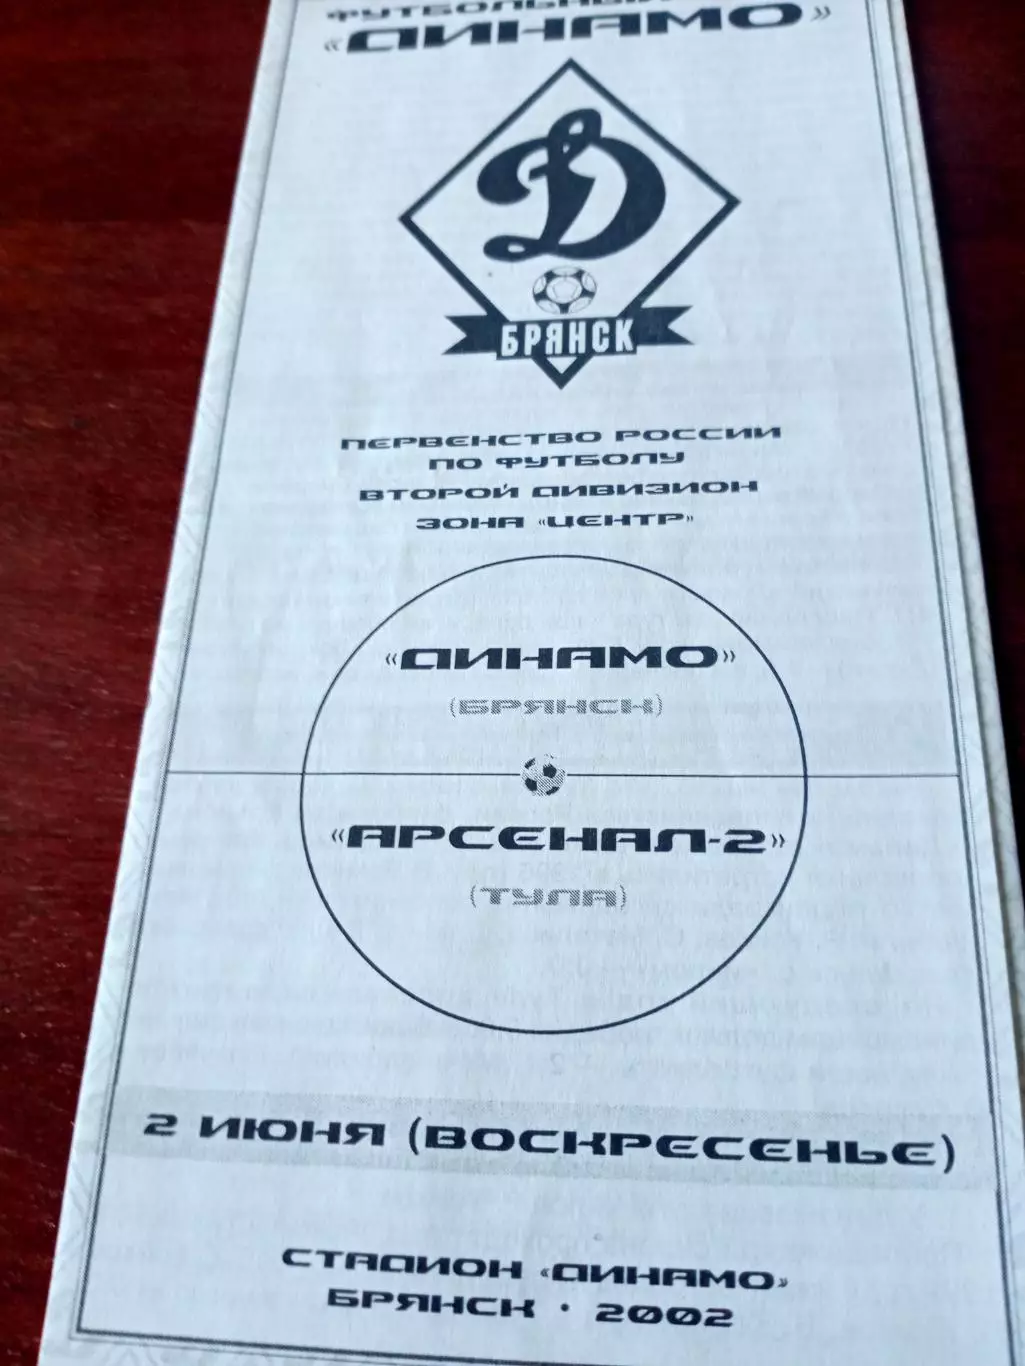 ФУТБОЛЬНЫЙ
«ДИНАМО»
БРЯНСК
ПЕРВЕНСТВО РОССИИ
ПО ФУТБОЛУ
ВТОРОЙ ДИВИЗИОН
ЗОНА «ЦЕНТР»
«ДИНАМО»
(БРЯНСК)
«АРСЕНАЛ-2»
(ТУЛА)
2 ИЮНЯ (ВОСКРЕСЕНЬЕ)
СТАДИОН «ДИНАМО»
БРЯНСК · 2002